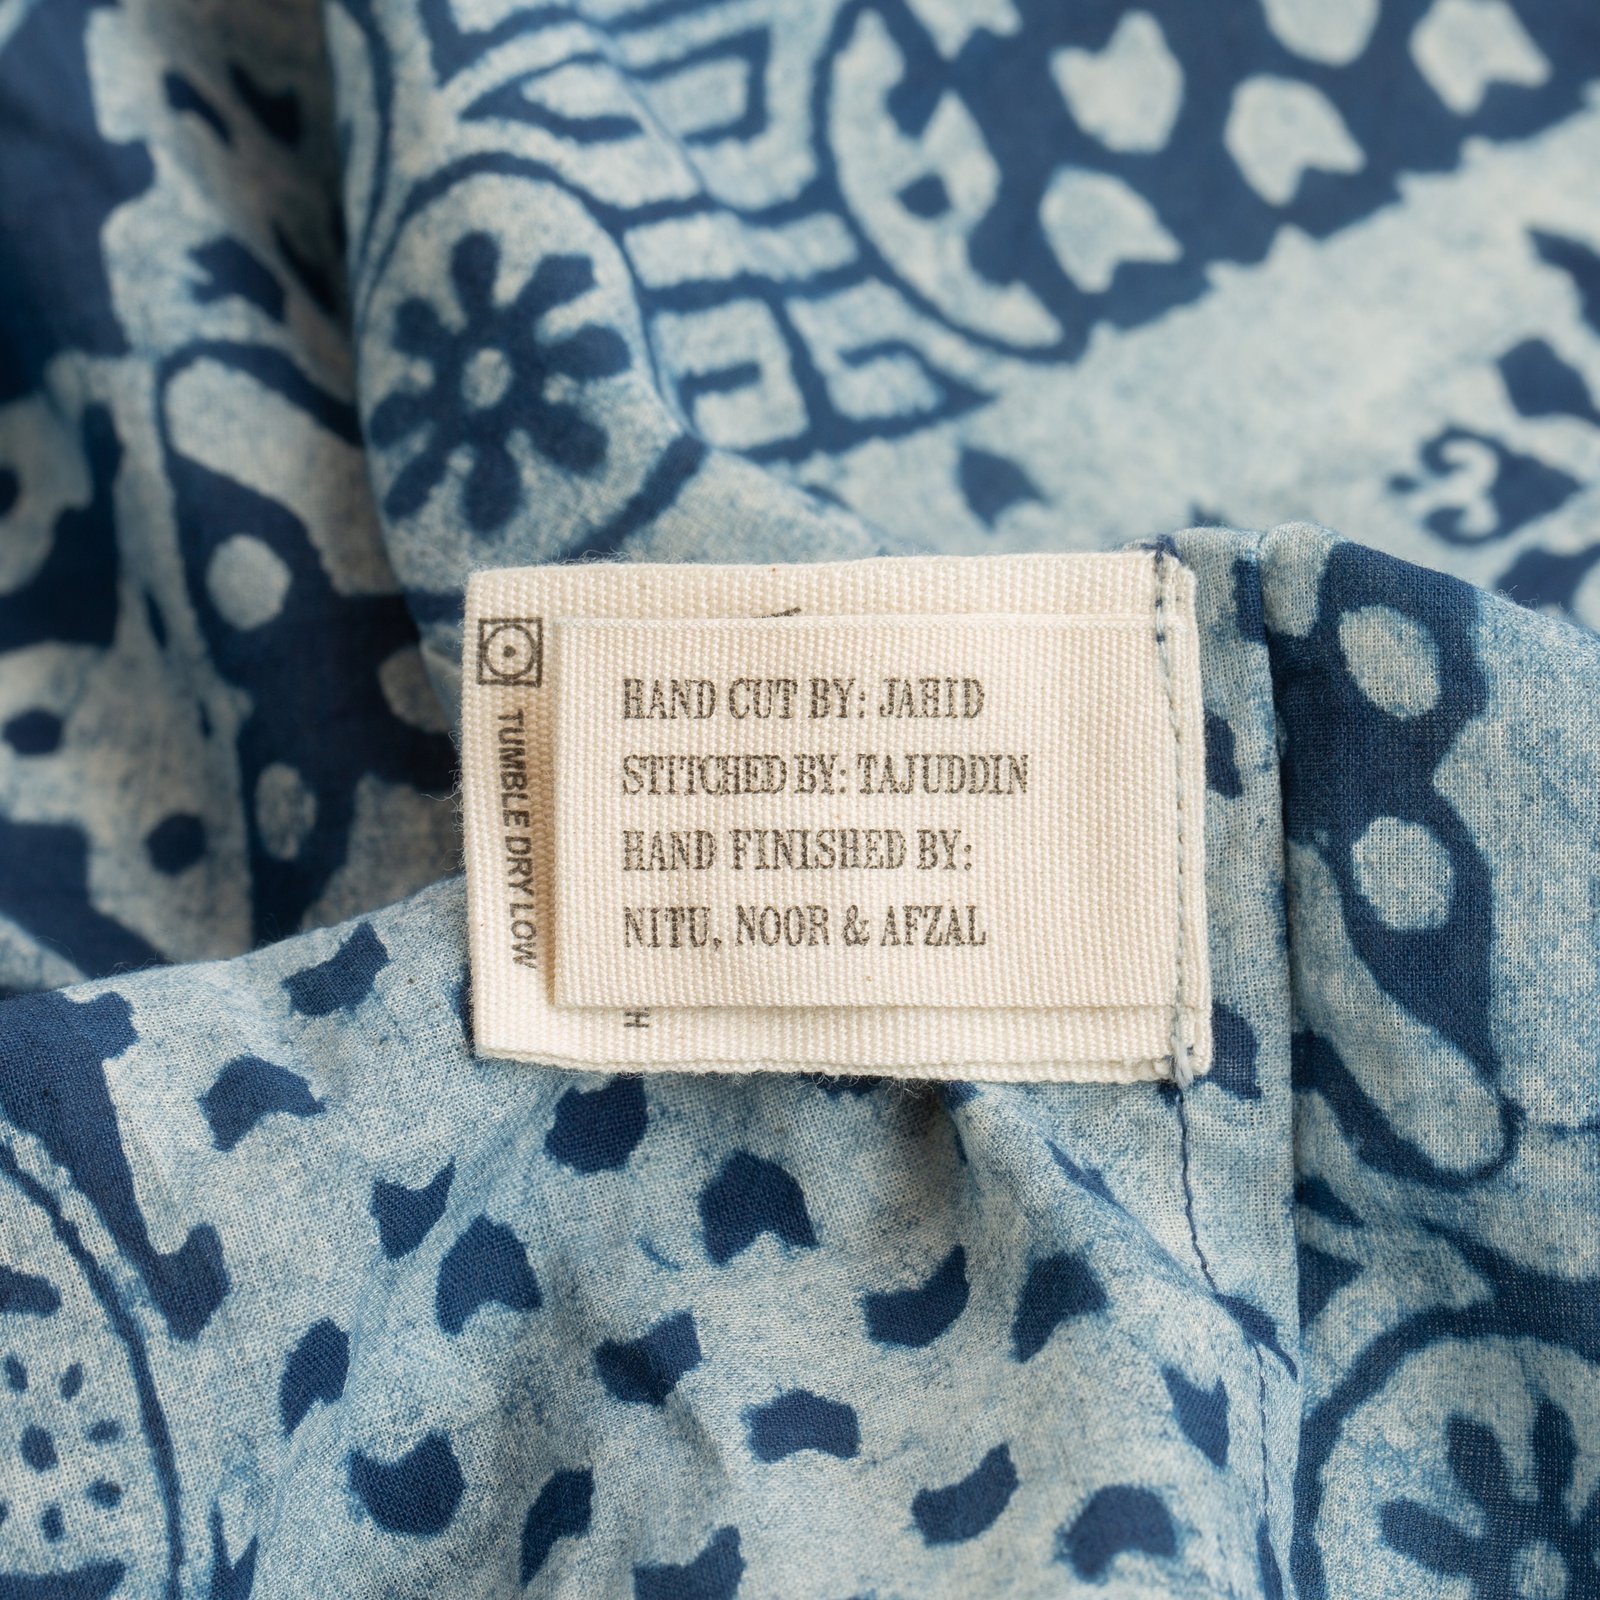 HAND CUT BY: JAHID
STITCHED BY: TAJUDDIN
HAND FINISHED BY:
NITU, NOOR & AFZAL
TUMBLE DRY LOW